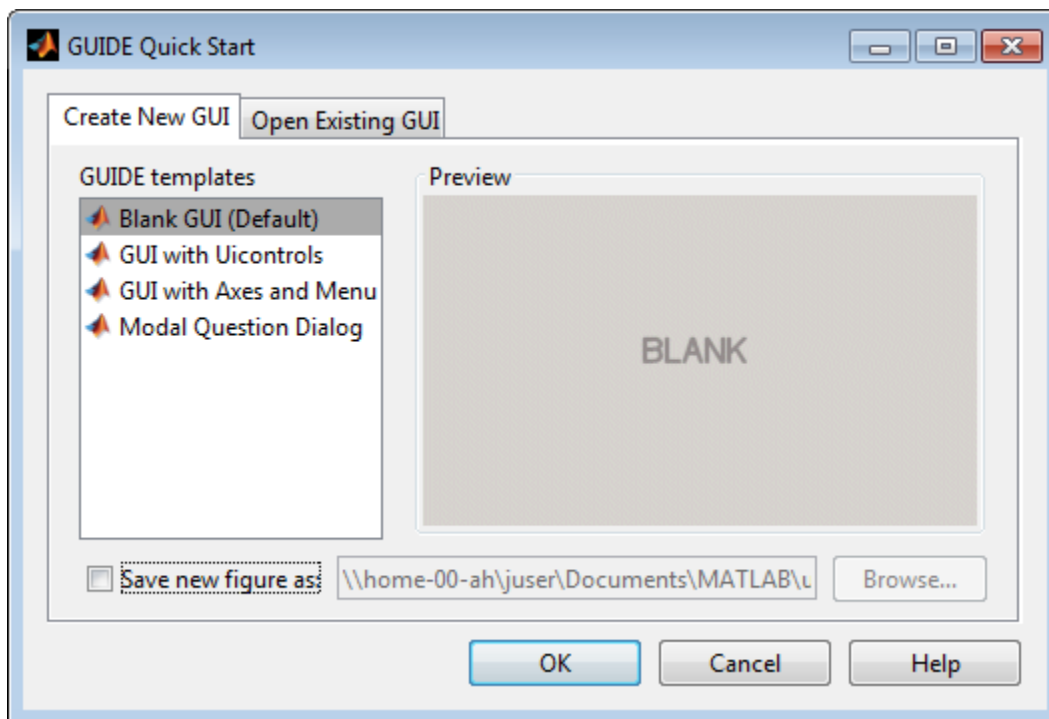 GUIDE Quick Start
Create New GUI
Open Existing GUI
GUIDE templates
Blank GUI (Default)
GUI with Uicontrols
GUI with Axes and Menu
Modal Question Dialog
Preview
BLANK
Save new figure as:
\\home-00-ah\juser\Documents\MATLAB\u
Browse...
OK
Cancel
Help